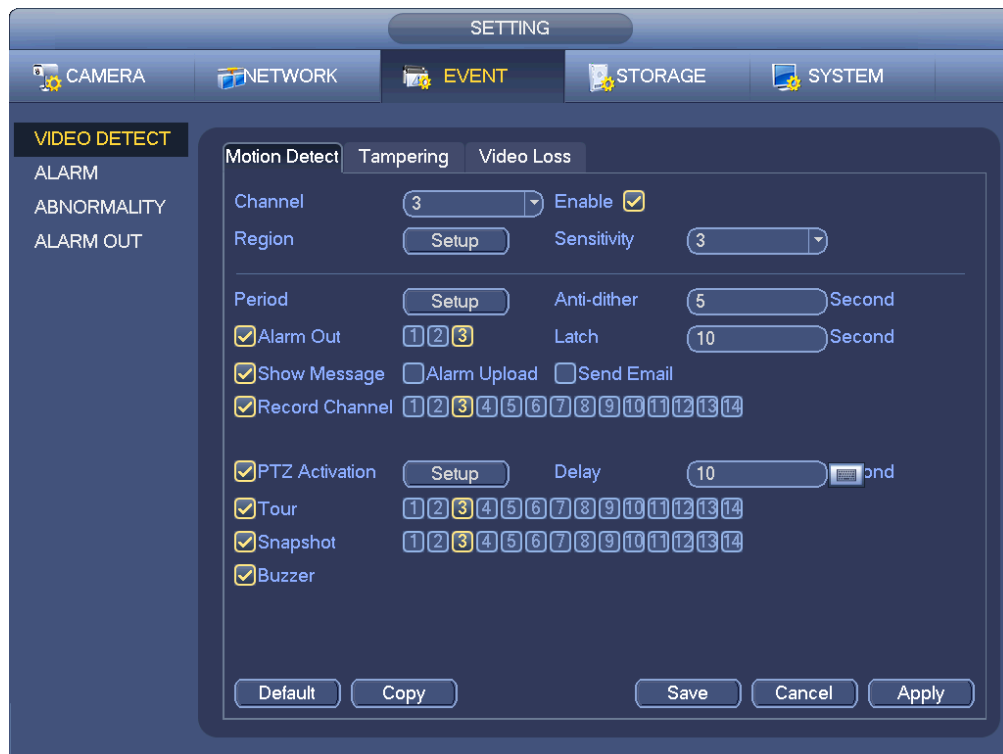 SETTING
CAMERA NETWORK EVENT STORAGE SYSTEM
VIDEO DETECT
ALARM
ABNORMALITY
ALARM OUT
Motion Detect Tampering Video Loss
Channel 3 Enable
Region Setup Sensitivity 3
Period Setup Anti-dither 5 Second
Alarm Out 1 2 3 Latch 10 Second
Show Message Alarm Upload Send Email
Record Channel 1 2 3 4 5 6 7 8 9 10 11 12 13 14
PTZ Activation Setup Delay 10 ond
Tour 1 2 3 4 5 6 7 8 9 10 11 12 13 14
Snapshot 1 2 3 4 5 6 7 8 9 10 11 12 13 14
Buzzer
Default Copy Save Cancel Apply